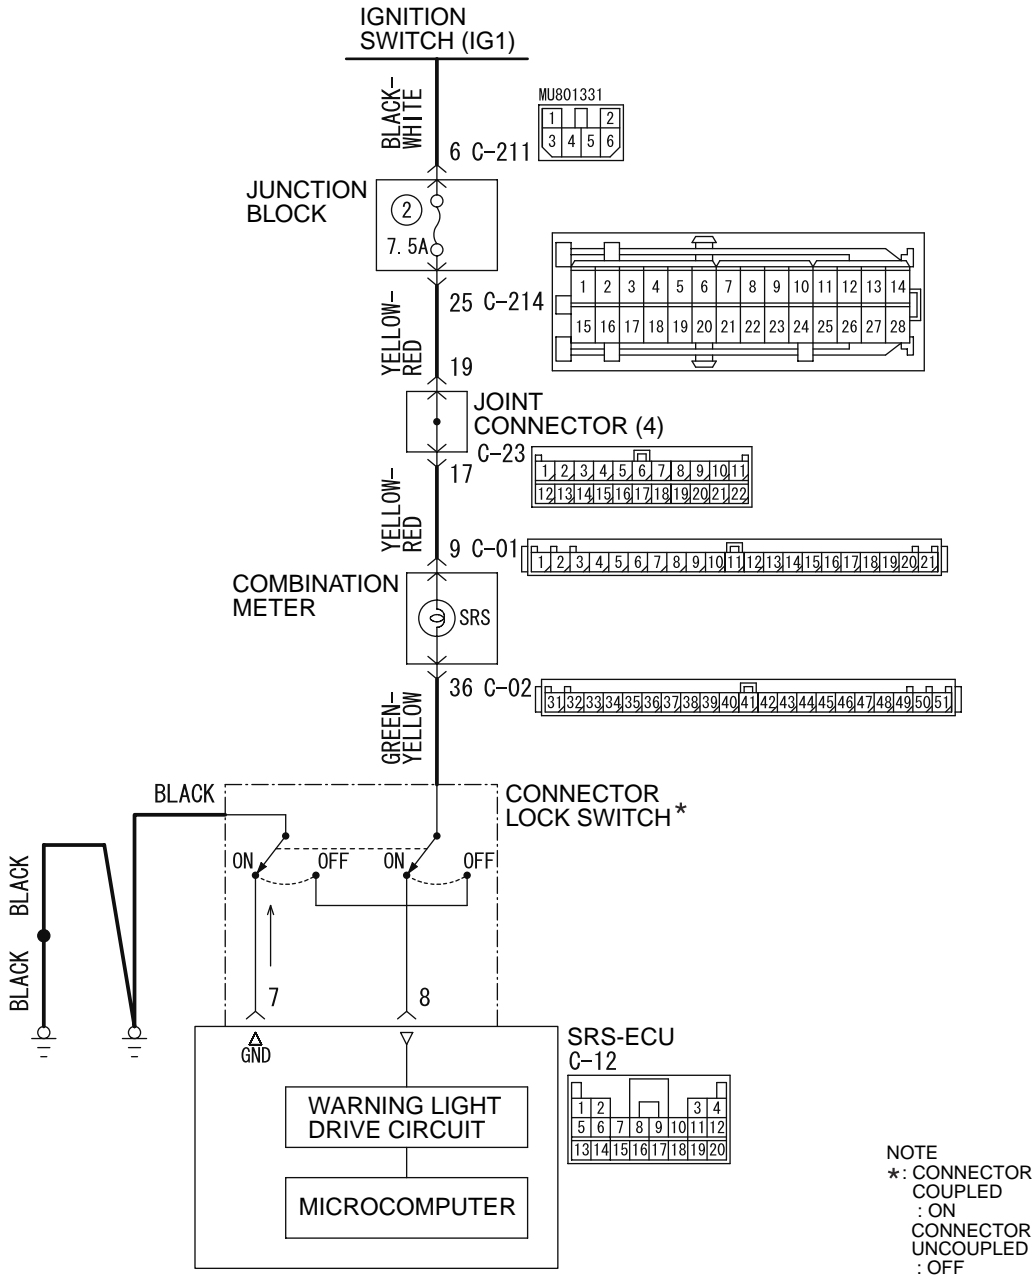 IGNITION
SWITCH (IG1)
BLACK-
WHITE
MU801331
1 2
3 4 5 6
6 C-211
JUNCTION
BLOCK
2
7.5A
25 C-214
1 2 3 4 5 6 7 8 9 10 11 12 13 14
15 16 17 18 19 20 21 22 23 24 25 26 27 28
YELLOW-
RED
19
JOINT
CONNECTOR (4)
C-23
17
1 2 3 4 5 6 7 8 9 10 11
12 13 14 15 16 17 18 19 20 21 22
YELLOW-
RED
9 C-01
1 2 3 4 5 6 7 8 9 10 11 12 13 14 15 16 17 18 19 20 21
COMBINATION
METER
SRS
36 C-02
31 32 33 34 35 36 37 38 39 40 41 42 43 44 45 46 47 48 49 50 51
GREEN-
YELLOW
BLACK
CONNECTOR
LOCK SWITCH*
ON OFF ON OFF
BLACK
BLACK
7 8
GND
SRS-ECU
C-12
1 2 3 4
5 6 7 8 9 10 11 12
13 14 15 16 17 18 19 20
WARNING LIGHT
DRIVE CIRCUIT
MICROCOMPUTER
NOTE
*: CONNECTOR
COUPLED
: ON
CONNECTOR
UNCOUPLED
: OFF